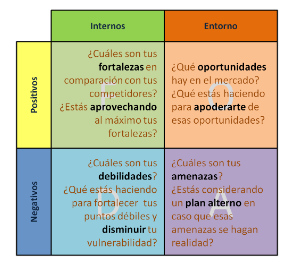 Internos
Entorno
Positivos
¿Cuáles son tus
fortalezas en
comparación con tus
competidores?
¿Estás aprovechando
al máximo tus
fortalezas?
F
¿Qué oportunidades
hay en el mercado?
¿Qué estás haciendo
para apoderarte de
esas oportunidades?
O
Negativos
¿Cuáles son tus
debilidades?
¿Qué estás haciendo
para fortalecer tus
puntos débiles y
disminuir tu
vulnerabilidad?
D
¿Cuáles son tus
amenazas?
¿Estás considerando
un plan alterno en
caso que esas
amenazas se hagan
realidad?
A